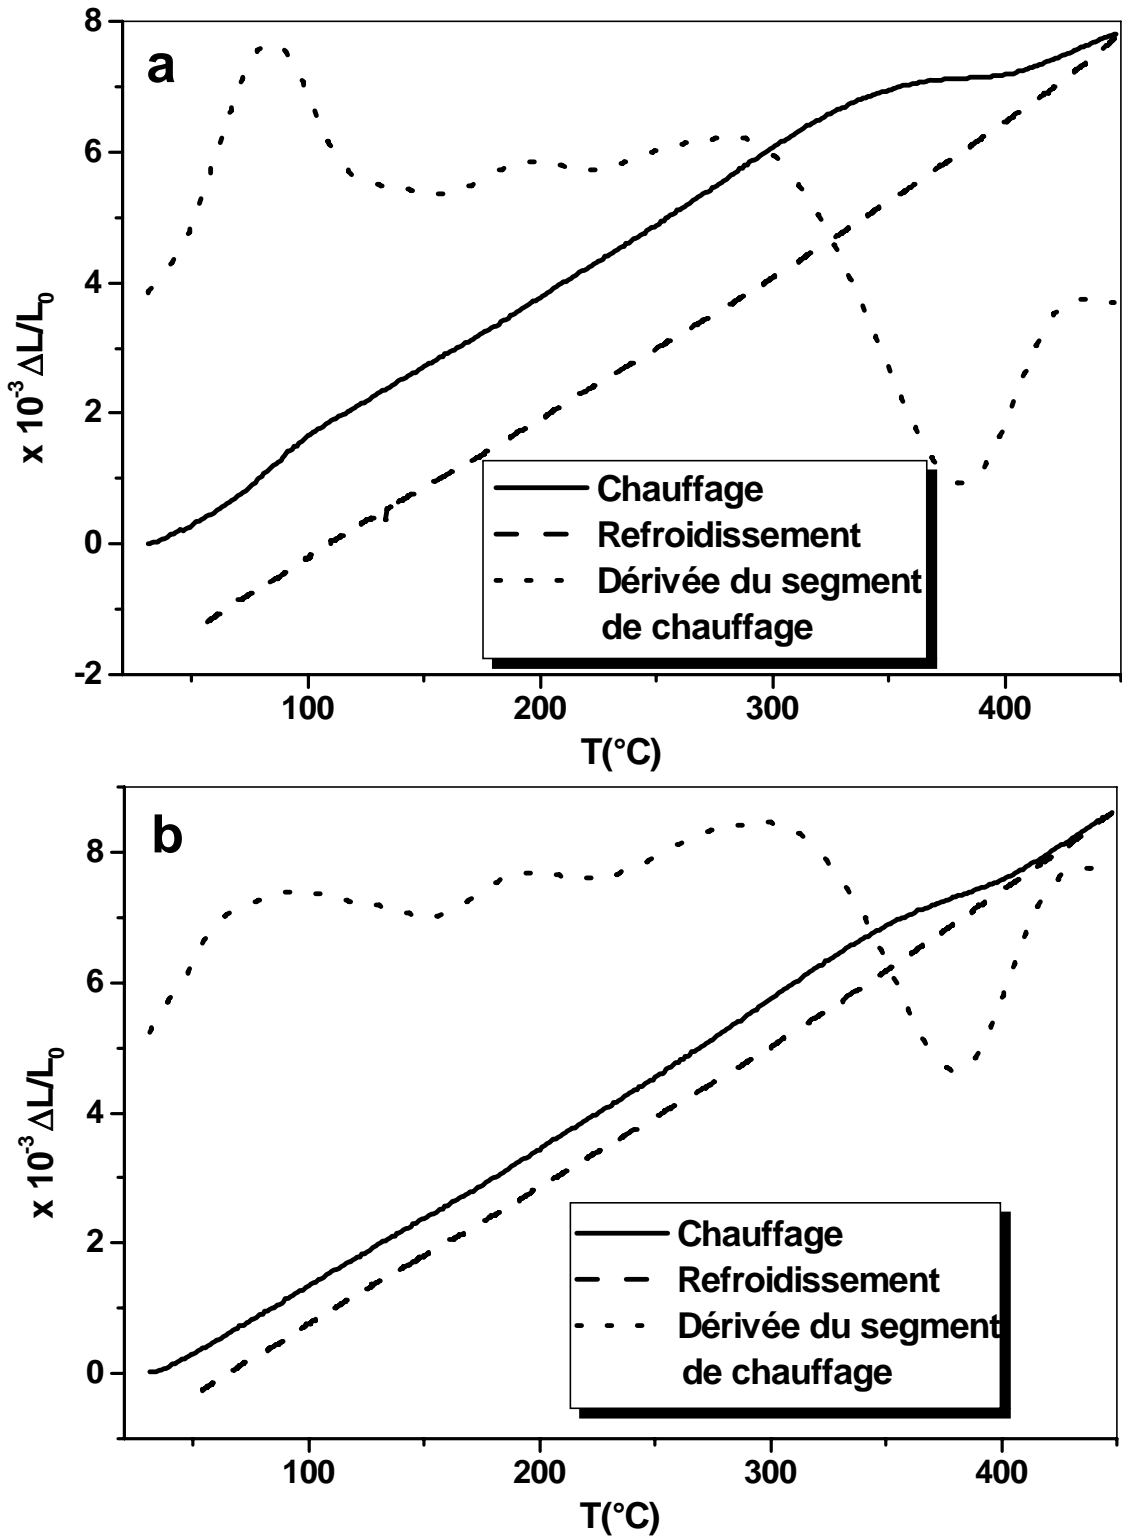 a
8
6
4
2
0
-2
x 10-3 ΔL/L0
Chauffage
Refroidissement
Dérivée du segment
de chauffage
100 200 300 400
T(°C)
b
8
6
4
2
0
x 10-3 ΔL/L0
Chauffage
Refroidissement
Dérivée du segment
de chauffage
100 200 300 400
T(°C)